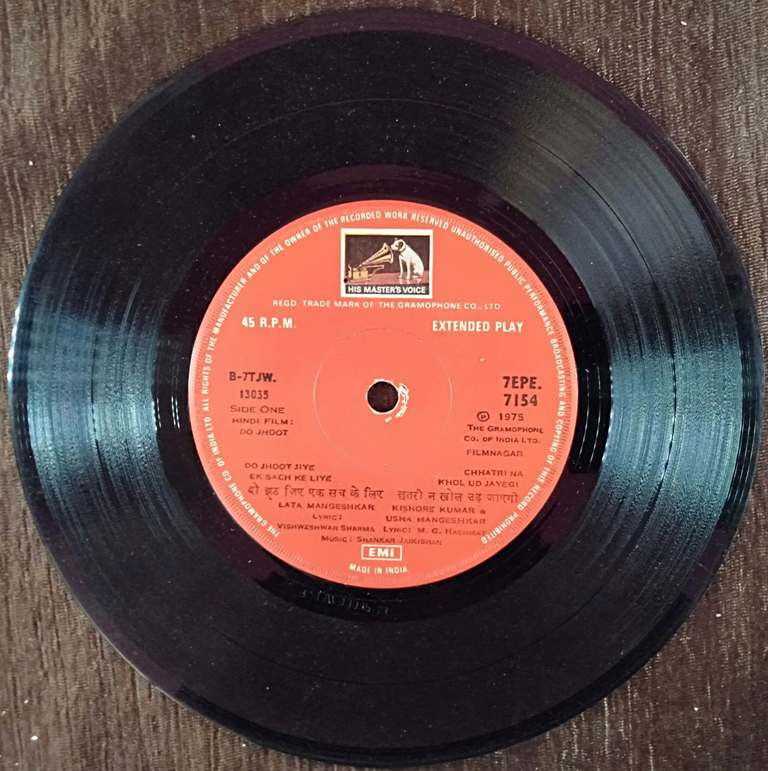 THE GRAMOPHONE CO OF INDIA LTD. ALL RIGHTS OF THE MANUFACTURER AND OF THE OWNER OF THE RECORDED WORK RESERVED UNAUTHORISED PUBLIC PERFORMANCE BROADCASTING AND COPYING OF THIS RECORD PROHIBITED
HIS MASTER'S VOICE
REGD. TRADE MARK OF THE GRAMOPHONE CO., LTD.
45 R.P.M. EXTENDED PLAY
B-7TJW. 7EPE.
13035 7154
SIDE ONE ℗ 1975
HINDI FILM: THE GRAMOPHONE
DO JHOOT CO. OF INDIA LTD.
FILMNAGAR
DO JHOOT JIYE CHHATRI NA
EK SACH KE LIYE KHOL UD JAYEGI
दो झूठ जिए एक सच के लिए छतरी न खोल उड़ जाएगी
LATA MANGESHKAR KISHORE KUMAR &
LYRIC: USHA MANGESHKAR
VISHWESHWAR SHARMA LYRIC: M. G. HASHMAT
MUSIC: SHANKAR JAIKISHAN
EMI
MADE IN INDIA